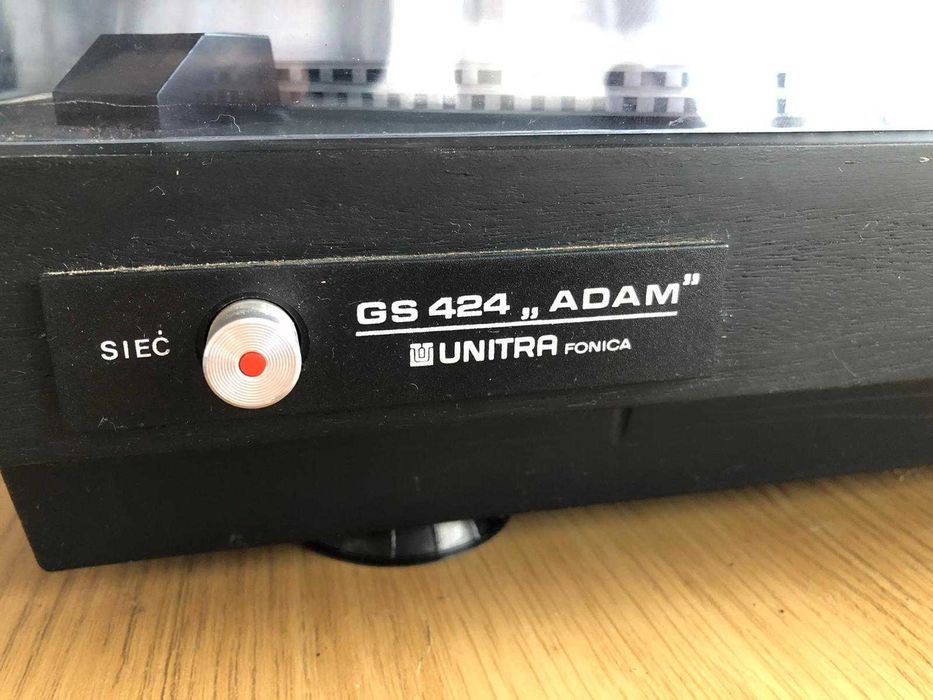 SIEĆ
GS 424 „ADAM”
UNITRA FONICA